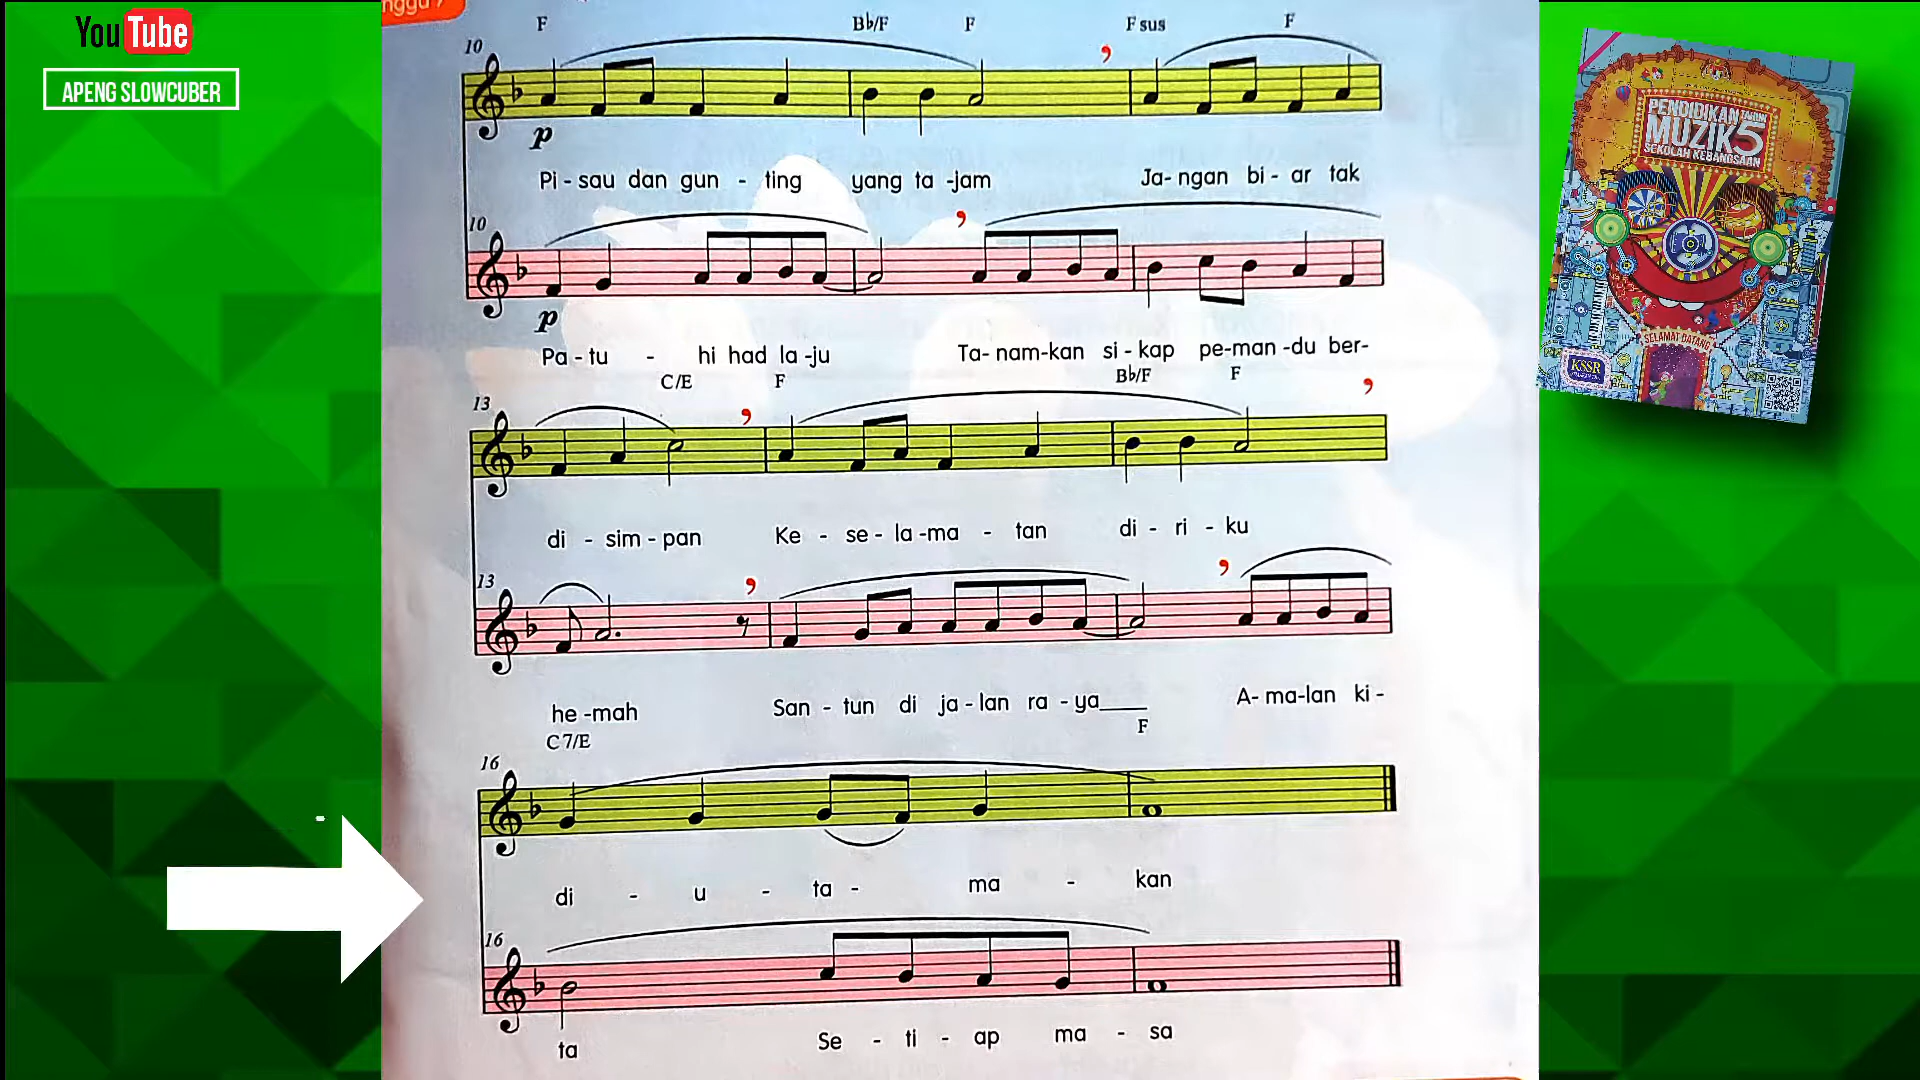 YouTube
APENG SLOWCUBER
F Bb/F F F sus F
10
p
Pi - sau dan gun - ting yang ta - jam Ja - ngan bi - ar tak
10
p
Pa - tu - hi had la - ju Ta - nam - kan si - kap pe - man - du ber -
C/E F Bb/F F
13
di - sim - pan Ke - se - la - ma - tan di - ri - ku
13
he - mah San - tun di ja - lan ra - ya___ A - ma - lan ki -
C7/E F
16
di - u - ta - ma - kan
16
ta Se - ti - ap ma - sa
PENDIDIKAN
MUZIK
TAHUN
5
SEKOLAH KEBANGSAAN
SELAMAT DATANG
KSSR